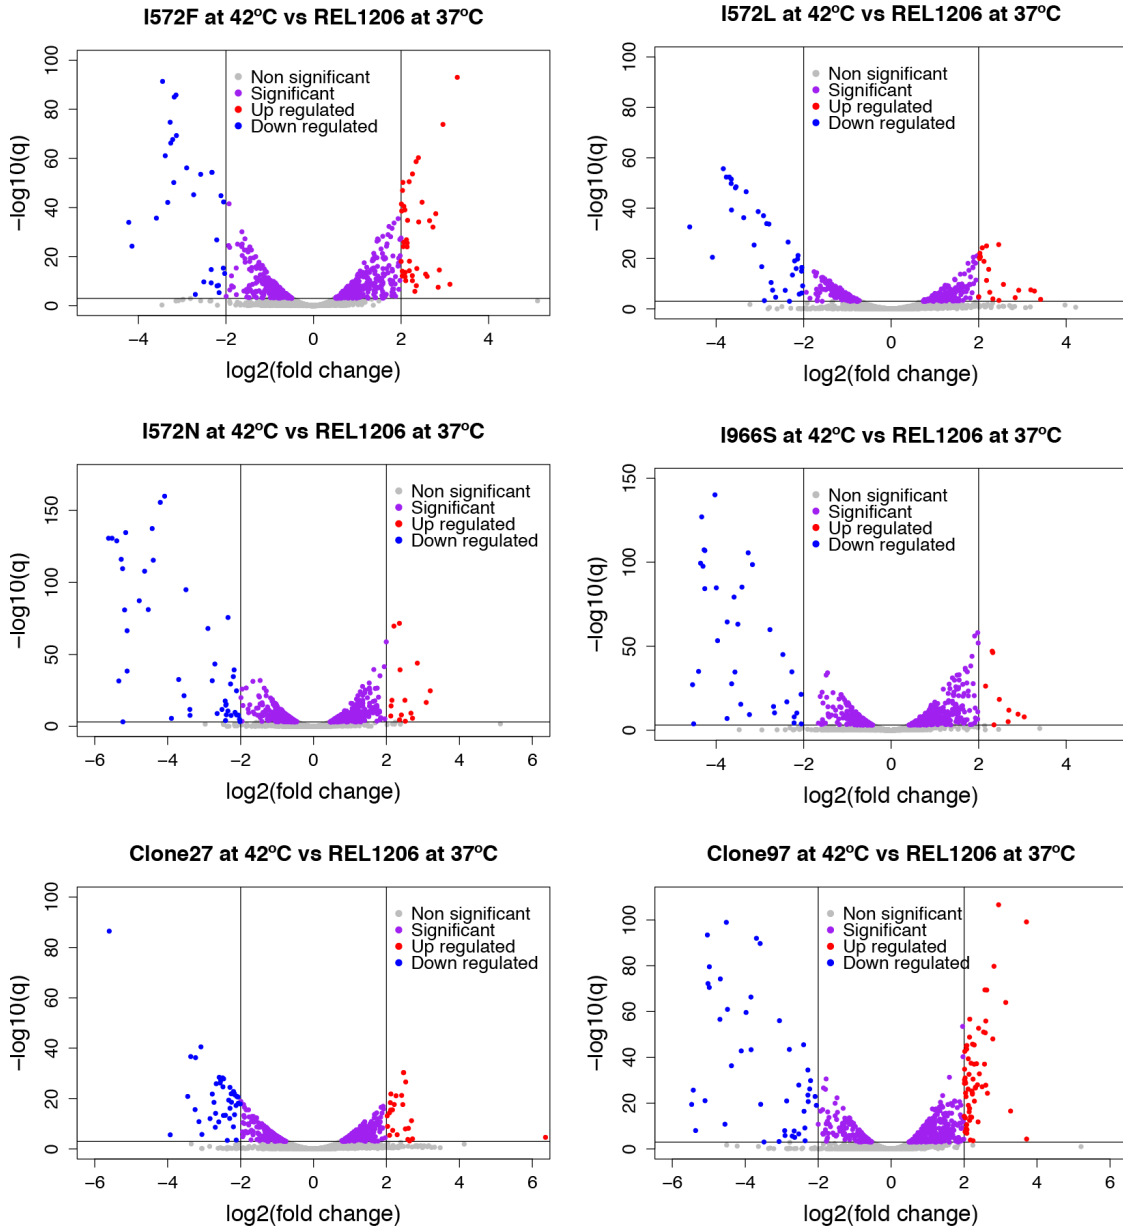 I572F at 42ºC vs REL1206 at 37ºC
−log10(q)
100
80
60
40
20
0
Non significant
Significant
Up regulated
Down regulated
−4 −2 0 2 4
log2(fold change)
I572L at 42ºC vs REL1206 at 37ºC
−log10(q)
100
80
60
40
20
0
Non significant
Significant
Up regulated
Down regulated
−4 −2 0 2 4
log2(fold change)
I572N at 42ºC vs REL1206 at 37ºC
−log10(q)
150
100
50
0
Non significant
Significant
Up regulated
Down regulated
−6 −4 −2 0 2 4 6
log2(fold change)
I966S at 42ºC vs REL1206 at 37ºC
−log10(q)
150
100
50
0
Non significant
Significant
Up regulated
Down regulated
−4 −2 0 2 4
log2(fold change)
Clone27 at 42ºC vs REL1206 at 37ºC
−log10(q)
100
80
60
40
20
0
Non significant
Significant
Up regulated
Down regulated
−6 −4 −2 0 2 4 6
log2(fold change)
Clone97 at 42ºC vs REL1206 at 37ºC
−log10(q)
100
80
60
40
20
0
Non significant
Significant
Up regulated
Down regulated
−6 −4 −2 0 2 4 6
log2(fold change)